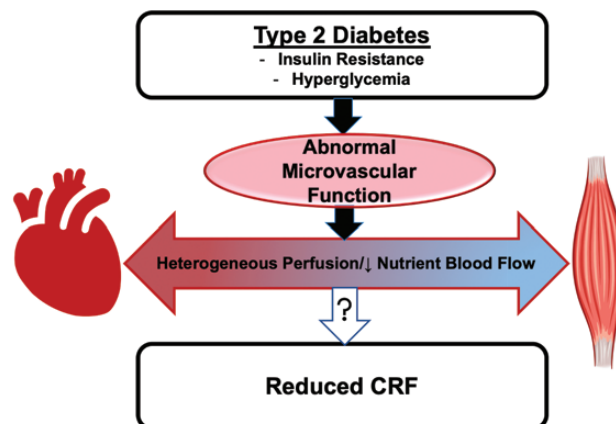 Type 2 Diabetes
- Insulin Resistance
- Hyperglycemia
Abnormal
Microvascular
Function
Heterogeneous Perfusion/↓ Nutrient Blood Flow
?
Reduced CRF